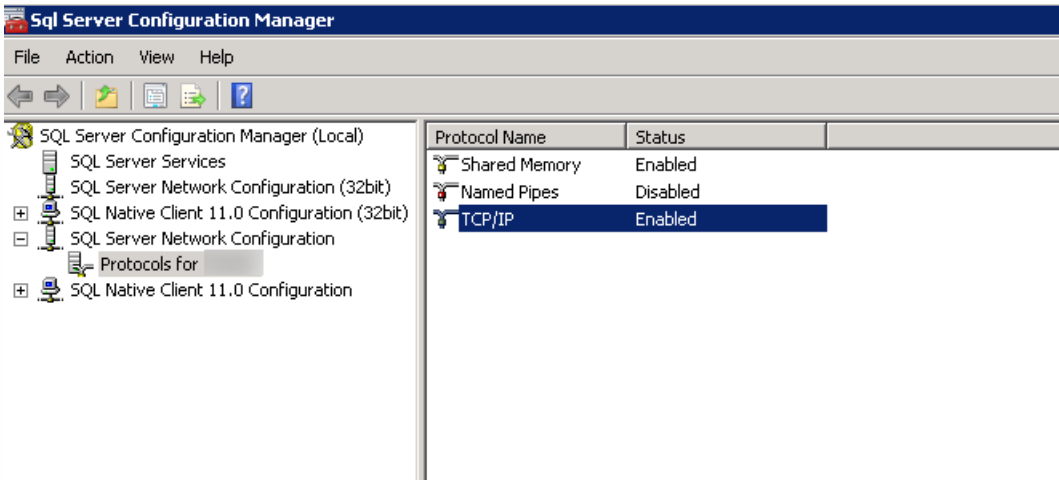 Sql Server Configuration Manager
File Action View Help
SQL Server Configuration Manager (Local)
SQL Server Services
SQL Server Network Configuration (32bit)
SQL Native Client 11.0 Configuration (32bit)
SQL Server Network Configuration
Protocols for
SQL Native Client 11.0 Configuration
Protocol Name Status
Shared Memory Enabled
Named Pipes Disabled
TCP/IP Enabled